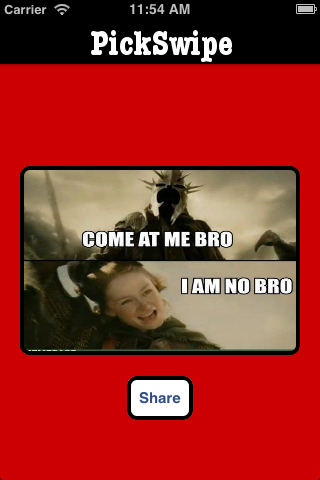 Carrier 11:54 AM
PickSwipe
COME AT ME BRO
I AM NO BRO
Share